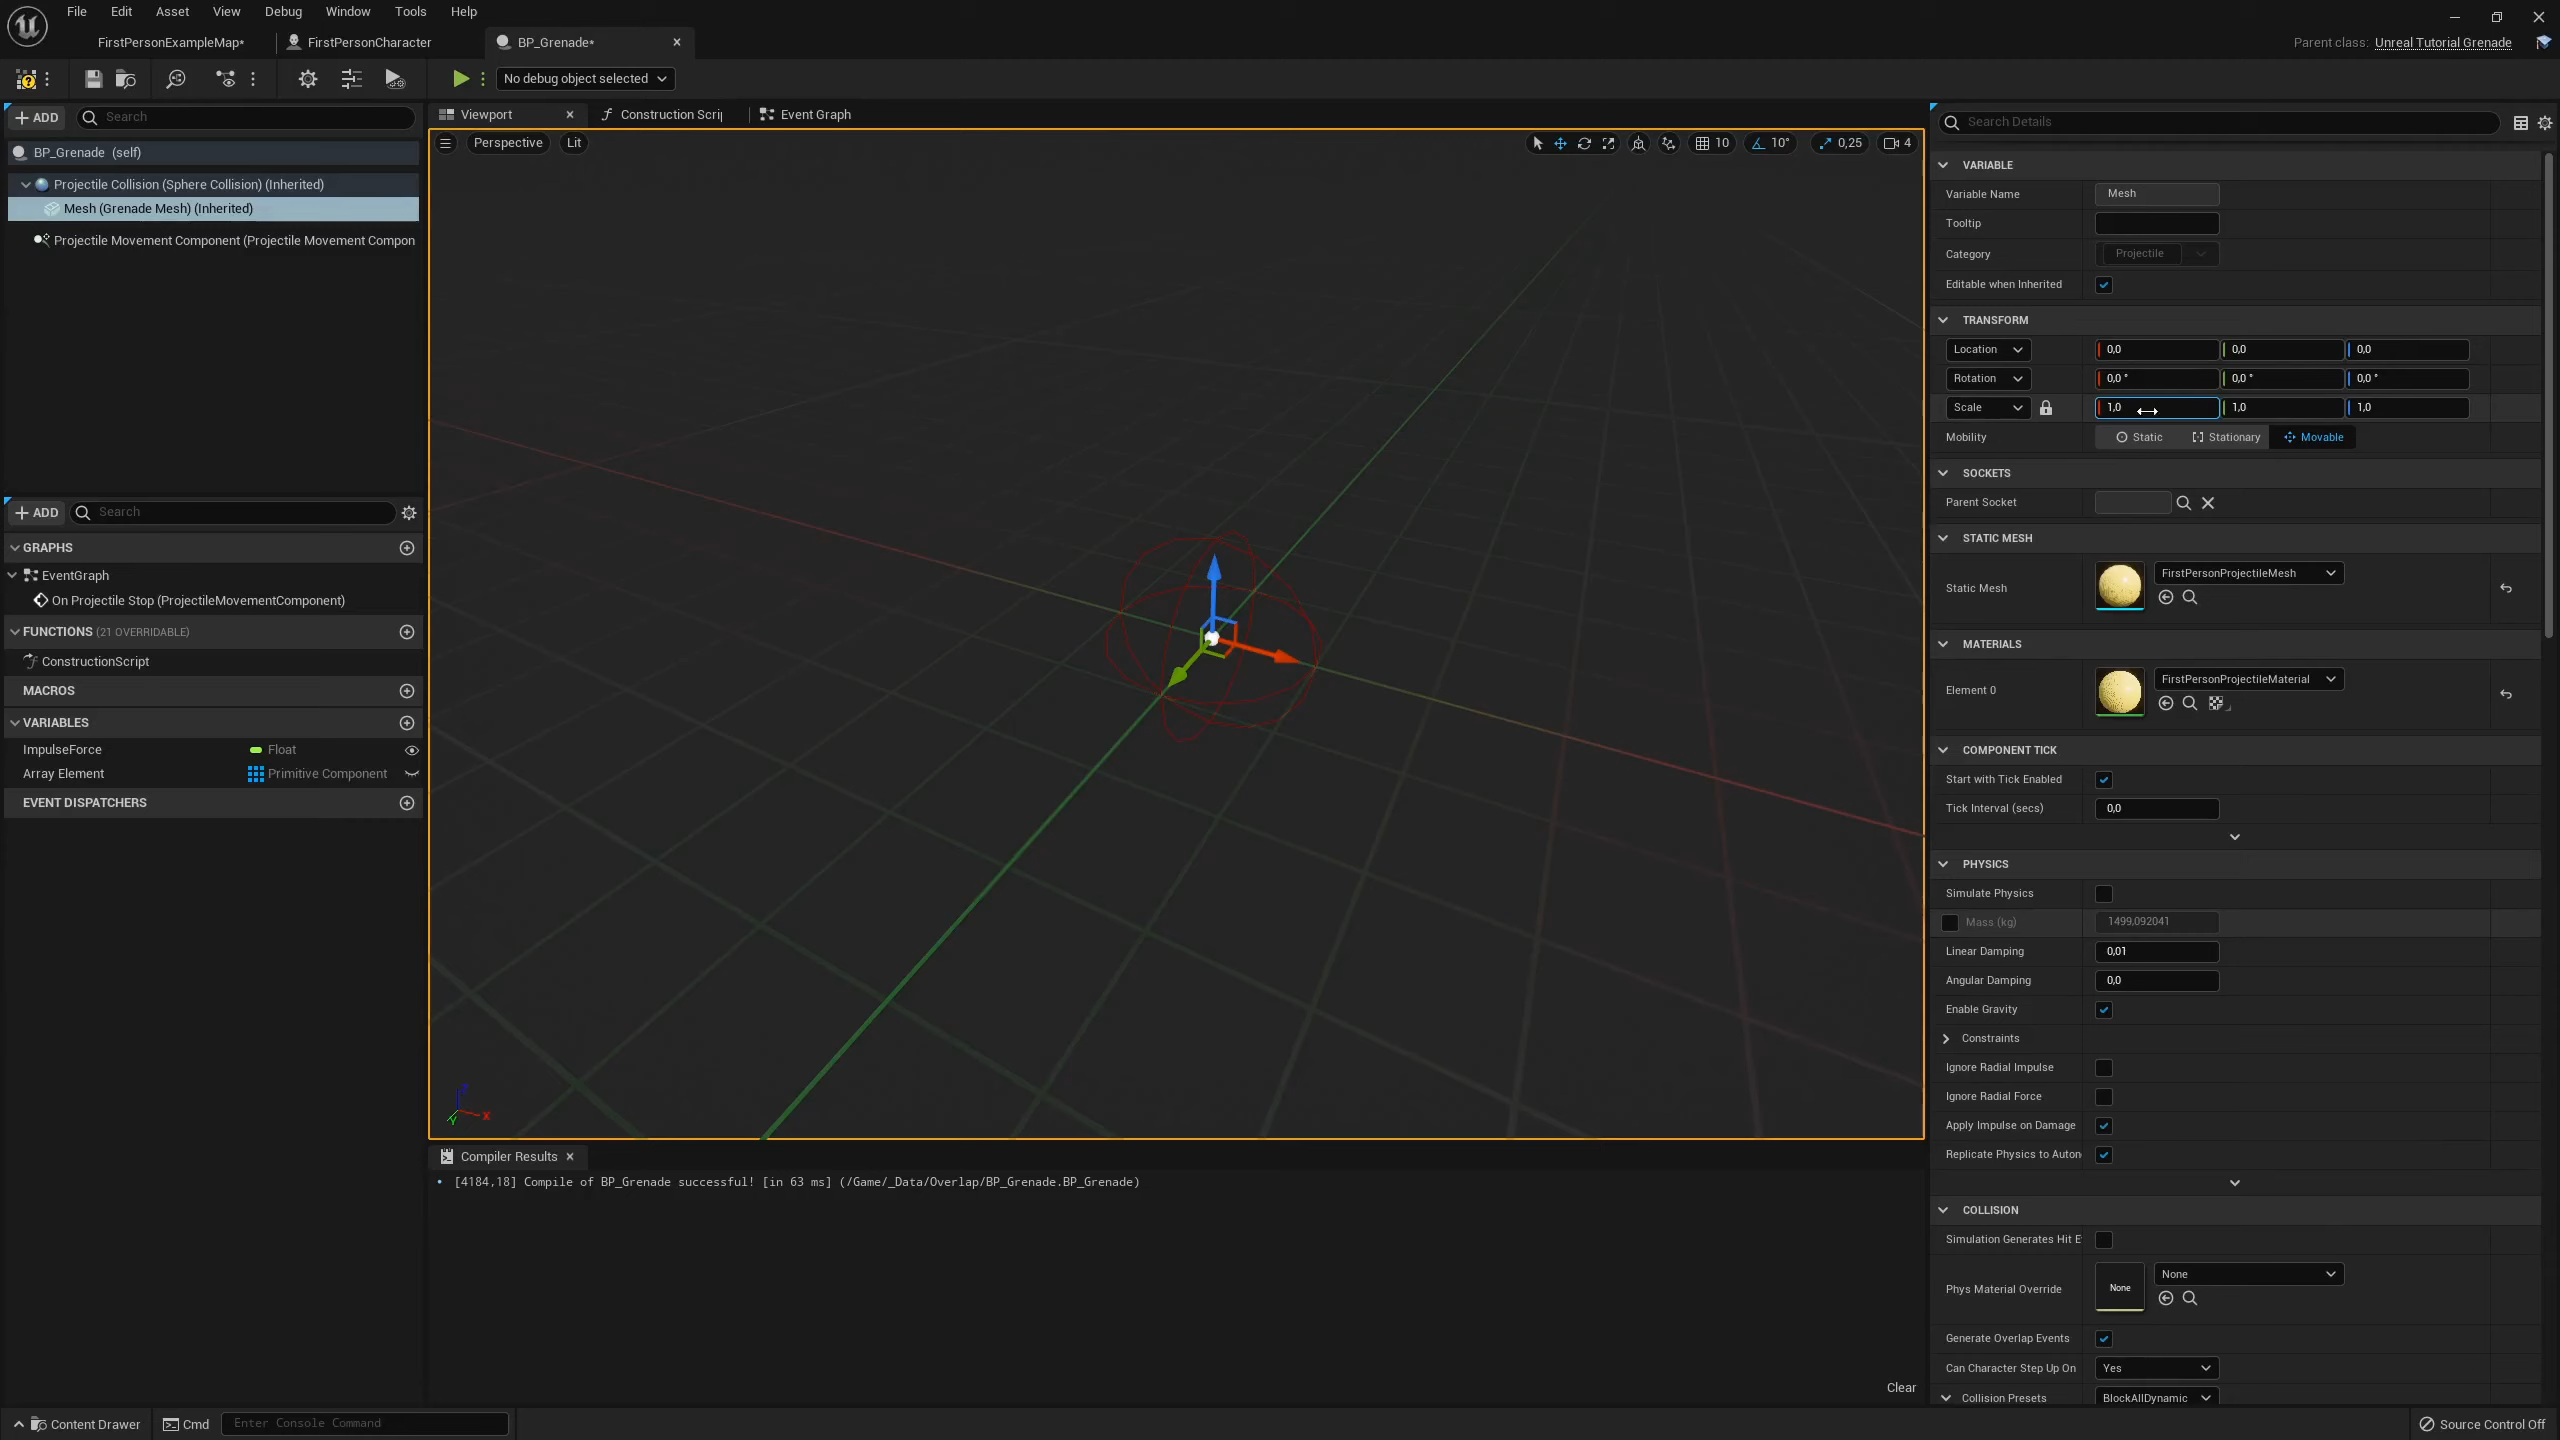 File Edit View Asset View Debug Window Tools Help
FirstPersonExampleMap*
FirstPersonCharacter
BP_Grenade*
Parent class: Unreal Tutorial Grenade
No debug object selected
ADD Search
BP_Grenade (self)
Projectile Collision (Sphere Collision) (Inherited)
Mesh (Grenade Mesh) (Inherited)
Projectile Movement Component (Projectile Movement Compon
ADD Search
GRAPHS
EventGraph
On Projectile Stop (ProjectileMovementComponent)
FUNCTIONS (21 OVERRIDABLE)
ConstructionScript
MACROS
VARIABLES
ImpulseForce Float
Array Element Primitive Component
EVENT DISPATCHERS
Viewport Construction Scrip Event Graph
Perspective Lit 10 10° 0,25 4
Z
X
Y
Compiler Results
[4184,18] Compile of BP_Grenade successful! [in 63 ms] (/Game/_Data/Overlap/BP_Grenade.BP_Grenade)
Clear
Search Details
VARIABLE
Variable Name Mesh
Tooltip
Category Projectile
Editable when Inherited
TRANSFORM
Location 0,0 0,0 0,0
Rotation 0,0 ° 0,0 ° 0,0 °
Scale 1,0 1,0 1,0
Mobility Static Stationary Movable
SOCKETS
Parent Socket
STATIC MESH
Static Mesh FirstPersonProjectileMesh
MATERIALS
Element 0 FirstPersonProjectileMaterial
COMPONENT TICK
Start with Tick Enabled
Tick Interval (secs) 0,0
PHYSICS
Simulate Physics
Mass (kg) 1499,092041
Linear Damping 0,01
Angular Damping 0,0
Enable Gravity
Constraints
Ignore Radial Impulse
Ignore Radial Force
Apply Impulse on Damage
Replicate Physics to Auton
COLLISION
Simulation Generates Hit E
Phys Material Override None None
Generate Overlap Events
Can Character Step Up On Yes
Collision Presets BlockAllDynamic
Content Drawer Cmd Enter Console Command
Source Control Off